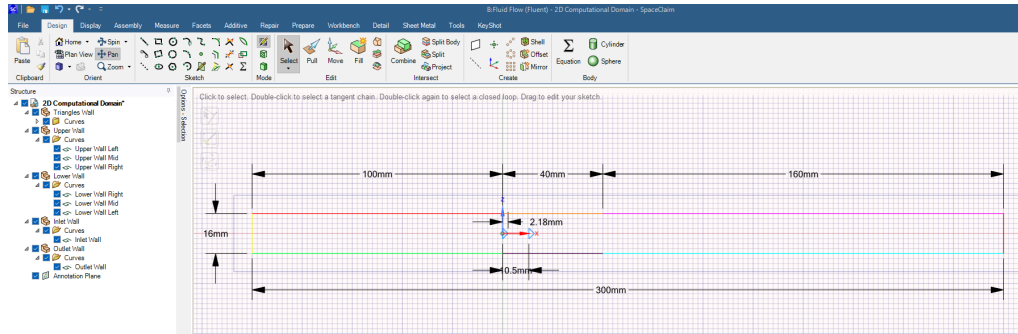 B:Fluid Flow (Fluent) - 2D Computational Domain - SpaceClaim
File Design Display Assembly Measure Facets Additive Repair Prepare Workbench Detail Sheet Metal Tools KeyShot
Home Spin
Plan View Pan
Zoom
Paste
Select Pull Move Fill
Combine
Split Body
Split
Project
Shell
Offset
Mirror
Equation
Cylinder
Sphere
Clipboard Orient Sketch Mode Edit Intersect Create Body
Structure
2D Computational Domain*
Triangles Wall
Curves
Upper Wall
Curves
Upper Wall Left
Upper Wall Mid
Upper Wall Right
Lower Wall
Curves
Lower Wall Right
Lower Wall Mid
Lower Wall Left
Inlet Wall
Curves
Inlet Wall
Outlet Wall
Curves
Outlet Wall
Annotation Plane
Options - Selection
Click to select. Double-click to select a tangent chain. Double-click again to select a closed loop. Drag to edit your sketch.
100mm 40mm 160mm
Z
2.18mm
16mm
X
10.5mm
300mm